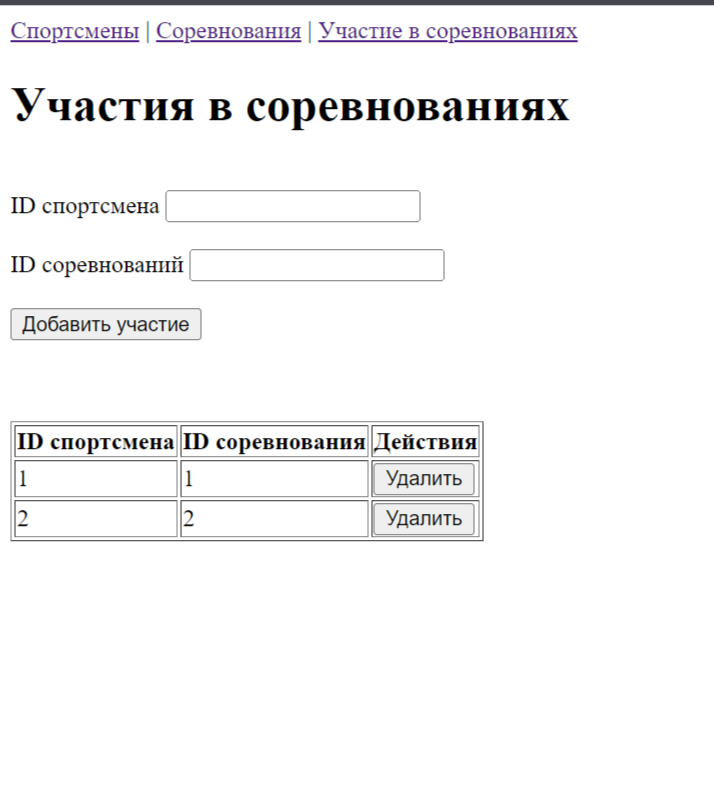 Спортсмены | Соревнования | Участие в соревнованиях
Участия в соревнованиях
ID спортсмена
ID соревнований
Добавить участие
ID спортсмена ID соревнования Действия
1 1 Удалить
2 2 Удалить